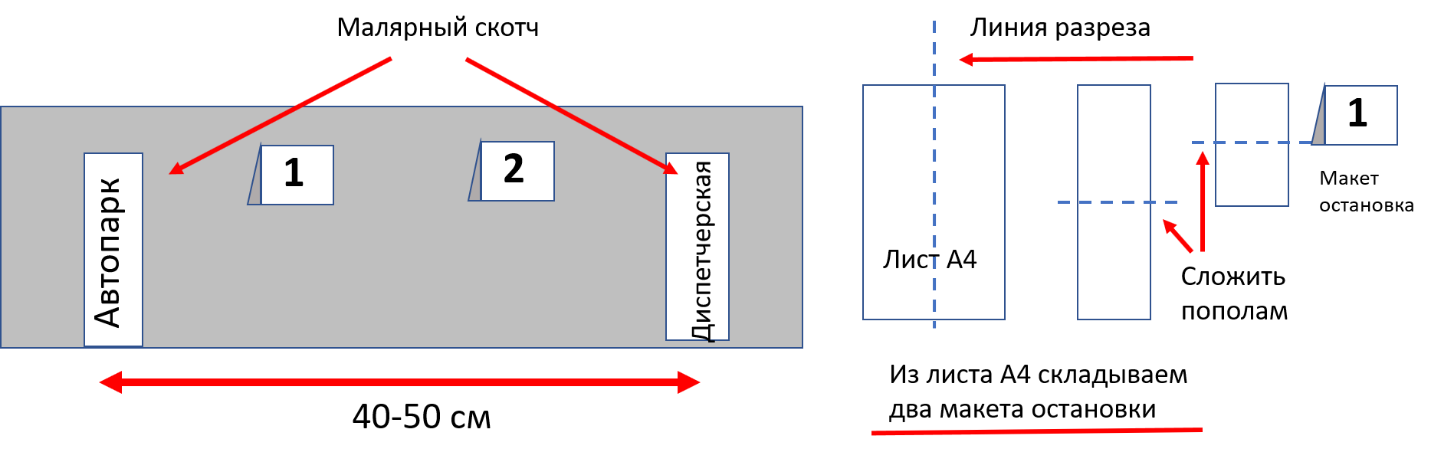 Малярный скотч
Автопарк
1
2
Диспетчерская
40-50 см
Линия разреза
Лист А4
1
Макет
остановка
Сложить
пополам
Из листа А4 складываем
два макета остановки